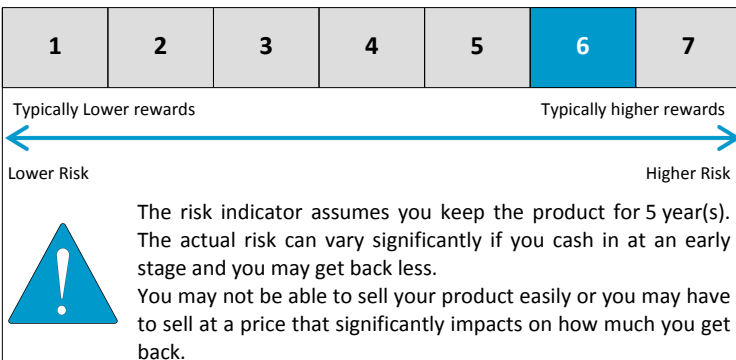 1 2 3 4 5 6 7
Typically Lower rewards Typically higher rewards
Lower Risk Higher Risk
The risk indicator assumes you keep the product for 5 year(s).
The actual risk can vary significantly if you cash in at an early
stage and you may get back less.
You may not be able to sell your product easily or you may have
to sell at a price that significantly impacts on how much you get
back.